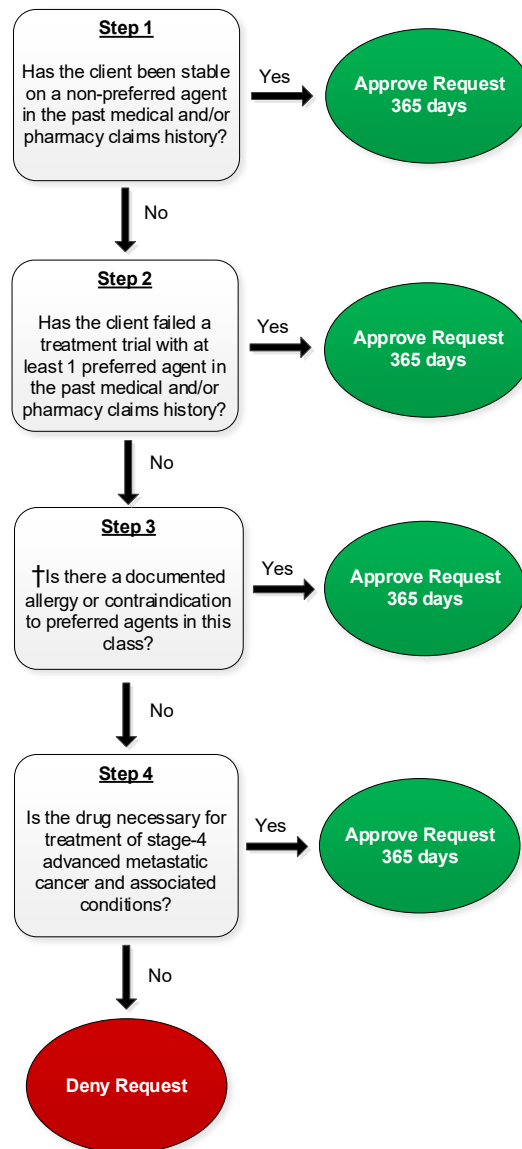 Step 1
Has the client been stable
on a non-preferred agent
in the past medical and/or
pharmacy claims history?
Yes
Approve Request
365 days
No
Step 2
Has the client failed a
treatment trial with at
least 1 preferred agent in
the past medical and/or
pharmacy claims history?
Yes
Approve Request
365 days
No
Step 3
†Is there a documented
allergy or contraindication
to preferred agents in this
class?
Yes
Approve Request
365 days
No
Step 4
Is the drug necessary for
treatment of stage-4
advanced metastatic
cancer and associated
conditions?
Yes
Approve Request
365 days
No
Deny Request